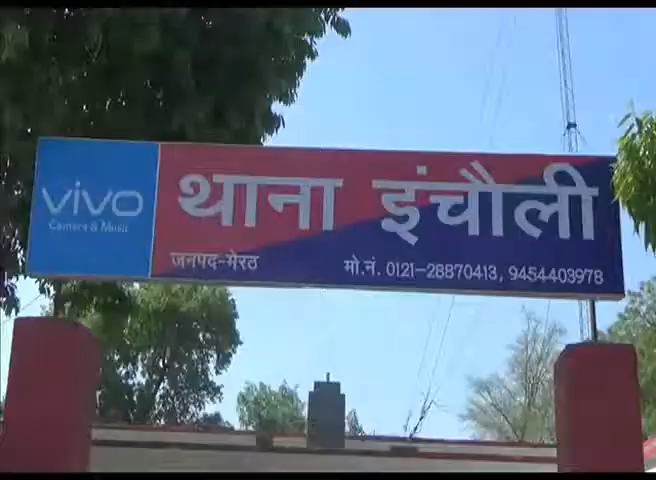 vivo
Camera & Music
थाना इंचौली
जनपद-मेरठ
मो.नं. 0121-28870413, 9454403978